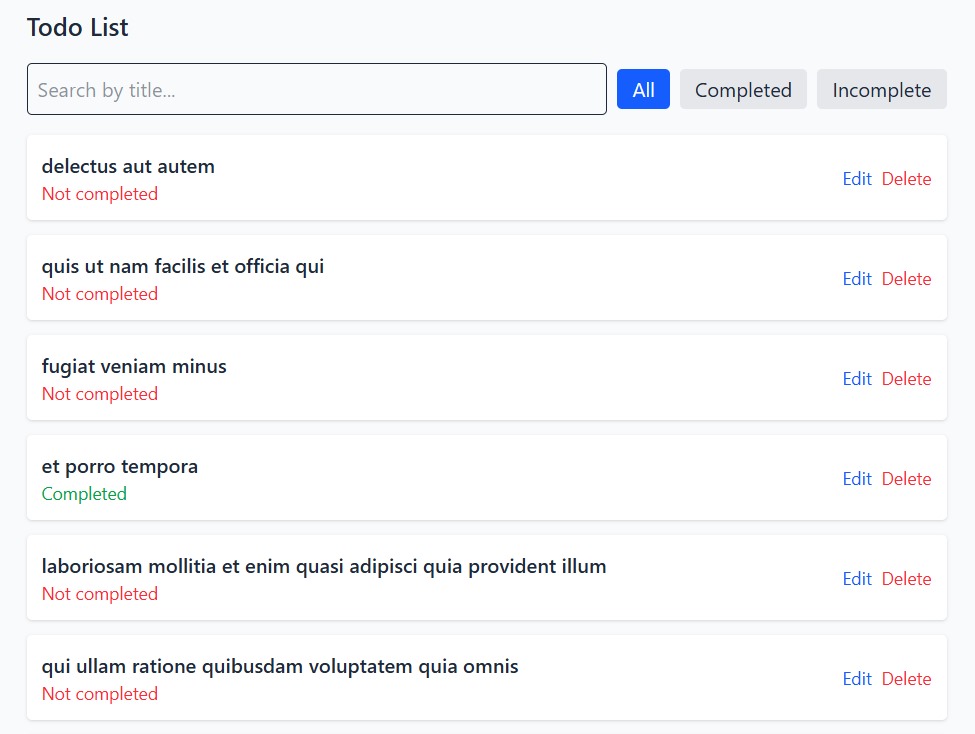 Todo List
Search by title... All Completed Incomplete
delectus aut autem
Not completed
Edit Delete
quis ut nam facilis et officia qui
Not completed
Edit Delete
fugiat veniam minus
Not completed
Edit Delete
et porro tempora
Completed
Edit Delete
laboriosam mollitia et enim quasi adipisci quia provident illum
Not completed
Edit Delete
qui ullam ratione quibusdam voluptatem quia omnis
Not completed
Edit Delete